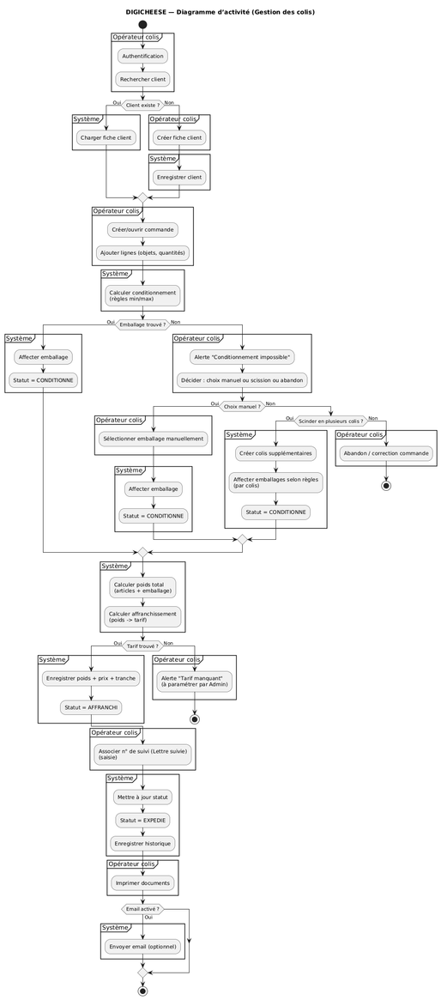 DIGICHEESE — Diagramme d'activité (Gestion des colis)
Opérateur colis
Authentification
Rechercher client
Oui
Client existe ?
Non
Système
Charger fiche client
Opérateur colis
Créer fiche client
Système
Enregistrer client
Opérateur colis
Créer/ouvrir commande
Ajouter lignes (objets, quantités)
Système
Calculer conditionnement
(règles min/max)
Oui
Emballage trouvé ?
Non
Système
Affecter emballage
Statut = CONDITIONNE
Opérateur colis
Alerte "Conditionnement impossible"
Décider : choix manuel ou scission ou abandon
Oui
Choix manuel ?
Non
Opérateur colis
Sélectionner emballage manuellement
Système
Affecter emballage
Statut = CONDITIONNE
Oui
Scinder en plusieurs colis ?
Non
Système
Créer colis supplémentaires
Affecter emballages selon règles
(par colis)
Statut = CONDITIONNE
Opérateur colis
Abandon / correction commande
Système
Calculer poids total
(articles + emballage)
Calculer affranchissement
(poids -> tarif)
Oui
Tarif trouvé ?
Non
Système
Enregistrer poids + prix + tranche
Statut = AFFRANCHI
Opérateur colis
Alerte "Tarif manquant"
(à paramétrer par Admin)
Opérateur colis
Associer n° de suivi (Lettre suivie)
(saisie)
Système
Mettre à jour statut
Statut = EXPEDIE
Enregistrer historique
Opérateur colis
Imprimer documents
Email activé ?
Oui
Système
Envoyer email (optionnel)